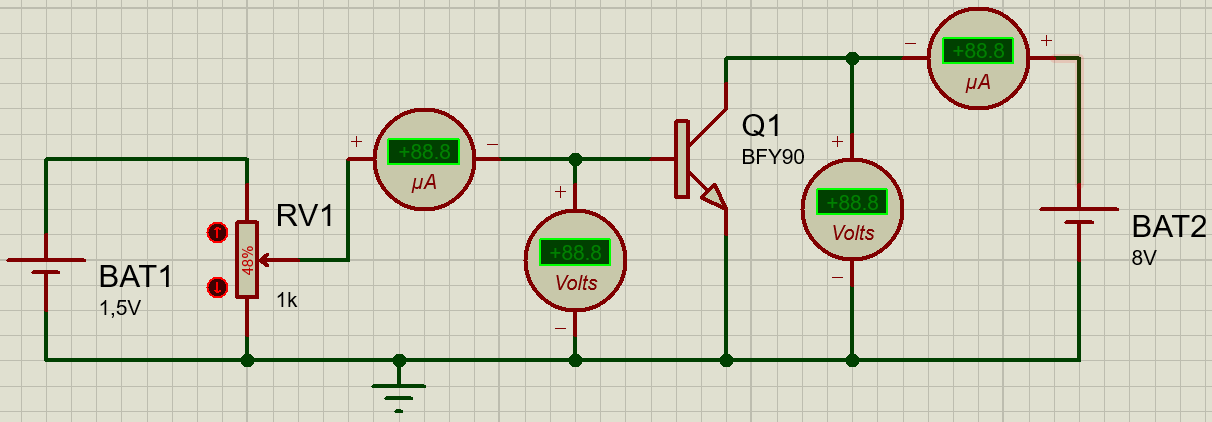 +88.8
µA
Q1
BFY90
+88.8
µA
+88.8
Volts
BAT2
8V
RV1
48%
1k
BAT1
1,5V
+88.8
Volts